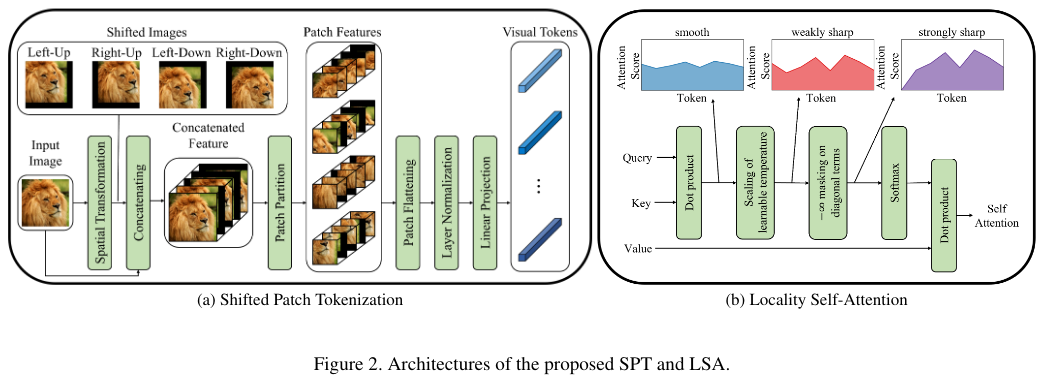 Shifted Images
Left-Up Right-Up Left-Down Right-Down
Input
Image
Spatial Transformation
Concatenating
Concatenated
Feature
Patch Partition
Patch Features
Patch Flattening
Layer Normalization
Linear Projection
Visual Tokens
...
(a) Shifted Patch Tokenization
smooth
Attention
Score
Token
weakly sharp
Attention
Score
Token
strongly sharp
Attention
Score
Token
Query
Key
Value
Dot product
Scaling of
learnable temperature
masking on
diagonal terms
Softmax
Dot product
Self
Attention
(b) Locality Self-Attention
Figure 2. Architectures of the proposed SPT and LSA.